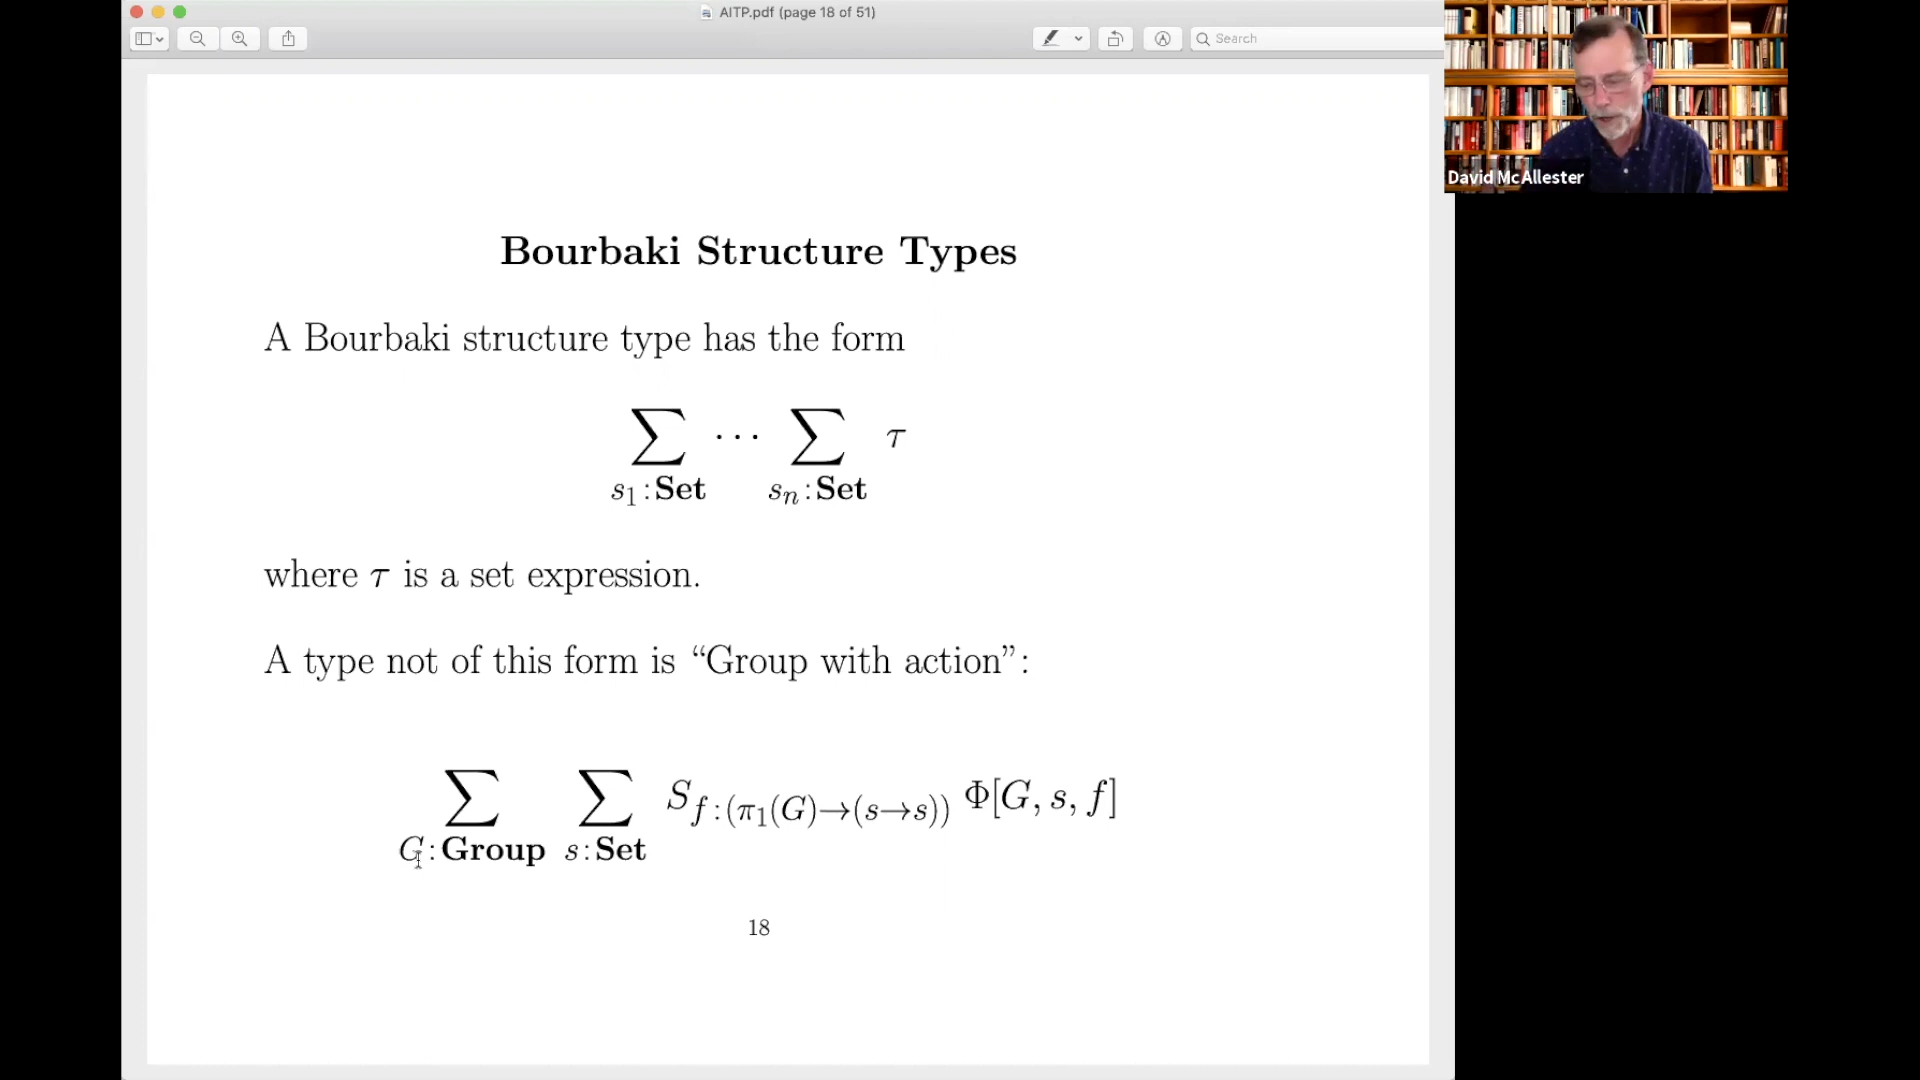 AITP.pdf (page 18 of 51)
Search
David McAllester
Bourbaki Structure Types
A Bourbaki structure type has the form
∑ ⋯ ∑ τ
s₁ : Set sₙ : Set
where τ is a set expression.
A type not of this form is “Group with action”:
∑ ∑ S_{f : (π₁(G)→(s→s))} Φ[G, s, f]
G : Group s : Set
18